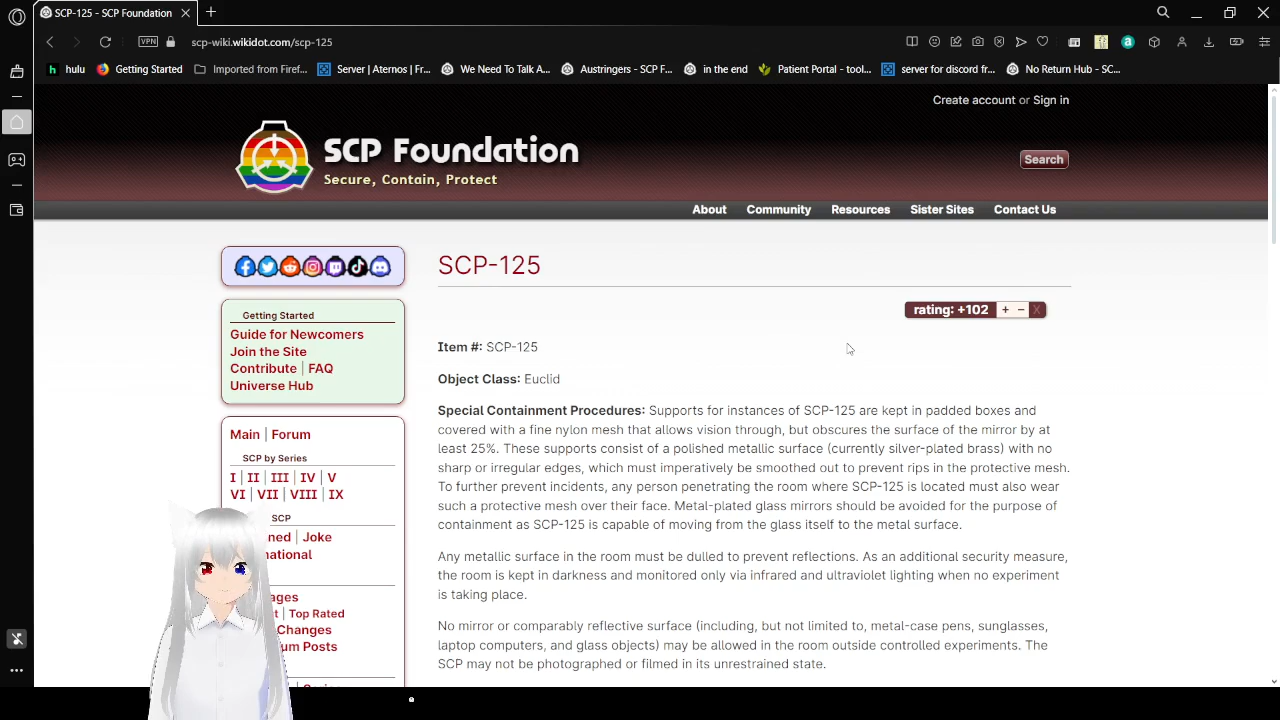 SCP-125 - SCP Foundation
VPN
scp-wiki.wikidot.com/scp-125
hulu
Getting Started
Imported from Firef...
Server | Aternos | Fr...
We Need To Talk A...
Austringers - SCP F...
in the end
Patient Portal - tool...
server for discord fr...
No Return Hub - SC...
Create account or Sign in
SCP Foundation
Secure, Contain, Protect
Search
About
Community
Resources
Sister Sites
Contact Us
Getting Started
Guide for Newcomers
Join the Site
Contribute | FAQ
Universe Hub
Main | Forum
SCP by Series
I | II | III | IV | V
VI | VII | VIII | IX
SCP
ned | Joke
national
ages
t | Top Rated
Changes
um Posts
SCP-125
rating: +102 + − X
Item #: SCP-125
Object Class: Euclid
Special Containment Procedures: Supports for instances of SCP-125 are kept in padded boxes and
covered with a fine nylon mesh that allows vision through, but obscures the surface of the mirror by at
least 25%. These supports consist of a polished metallic surface (currently silver-plated brass) with no
sharp or irregular edges, which must imperatively be smoothed out to prevent rips in the protective mesh.
To further prevent incidents, any person penetrating the room where SCP-125 is located must also wear
such a protective mesh over their face. Metal-plated glass mirrors should be avoided for the purpose of
containment as SCP-125 is capable of moving from the glass itself to the metal surface.
Any metallic surface in the room must be dulled to prevent reflections. As an additional security measure,
the room is kept in darkness and monitored only via infrared and ultraviolet lighting when no experiment
is taking place.
No mirror or comparably reflective surface (including, but not limited to, metal-case pens, sunglasses,
laptop computers, and glass objects) may be allowed in the room outside controlled experiments. The
SCP may not be photographed or filmed in its unrestrained state.